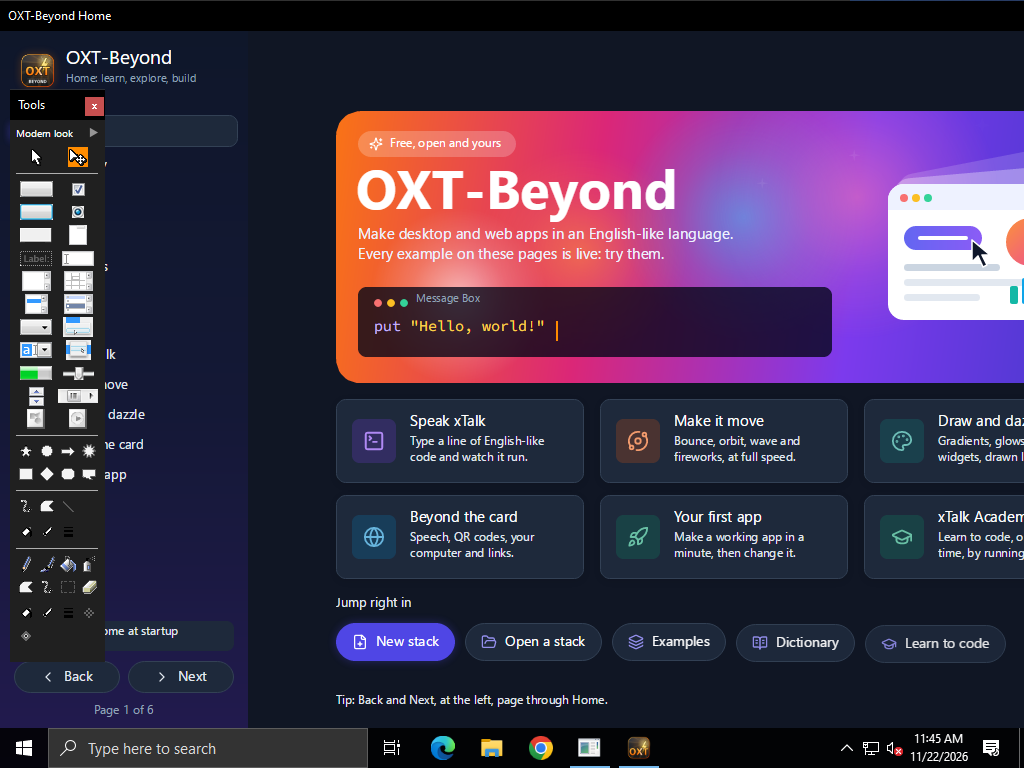 OXT-Beyond Home
OXT
BEYOND
OXT-Beyond
Home: learn, explore, build
Tools
x
Modern look
Label:
a
lk
ove
dazzle
e card
app
ome at startup
Back
Next
Page 1 of 6
Free, open and yours
OXT-Beyond
Make desktop and web apps in an English-like language.
Every example on these pages is live: try them.
Message Box
put "Hello, world!"
Speak xTalk
Type a line of English-like
code and watch it run.
Make it move
Bounce, orbit, wave and
fireworks, at full speed.
Draw and daz
Gradients, glows
widgets, drawn l
Beyond the card
Speech, QR codes, your
computer and links.
Your first app
Make a working app in a
minute, then change it.
xTalk Academ
Learn to code, o
time, by running
Jump right in
New stack
Open a stack
Examples
Dictionary
Learn to code
Tip: Back and Next, at the left, page through Home.
Type here to search
OXT
11:45 AM
11/22/2026